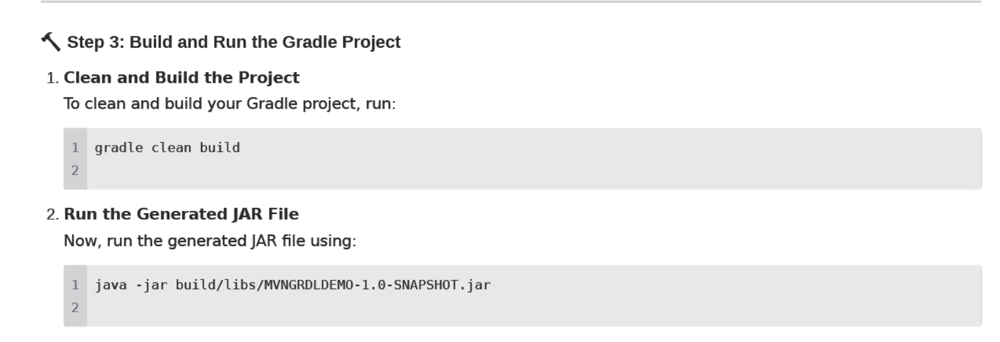 🔨 Step 3: Build and Run the Gradle Project
1. Clean and Build the Project
To clean and build your Gradle project, run:
1 gradle clean build
2
2. Run the Generated JAR File
Now, run the generated JAR file using:
1 java -jar build/libs/MVNGRDLDEMO-1.0-SNAPSHOT.jar
2